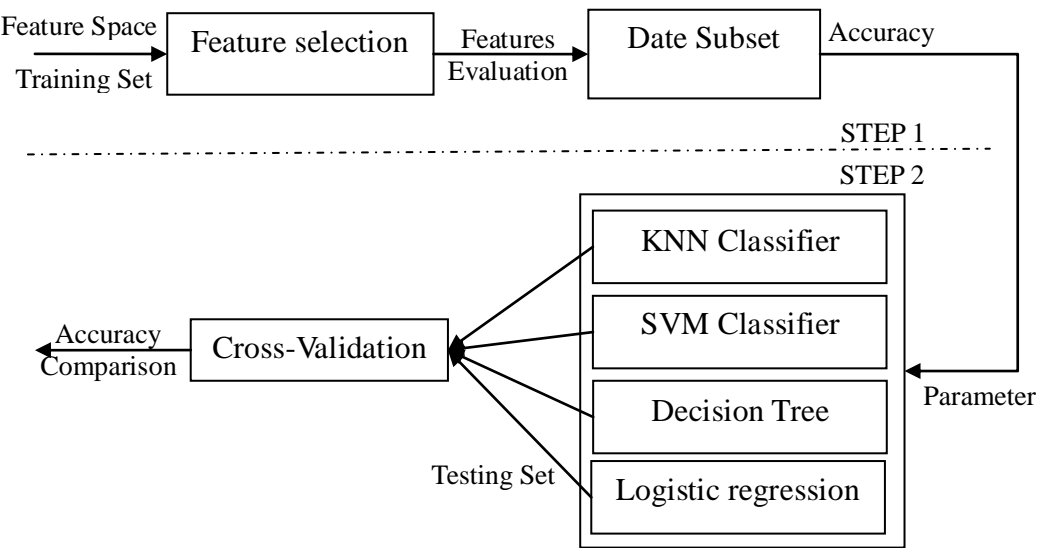 Feature Space
Training Set
Feature selection
Features
Evaluation
Date Subset
Accuracy
STEP 1
STEP 2
KNN Classifier
SVM Classifier
Decision Tree
Logistic regression
Parameter
Testing Set
Cross-Validation
Accuracy
Comparison